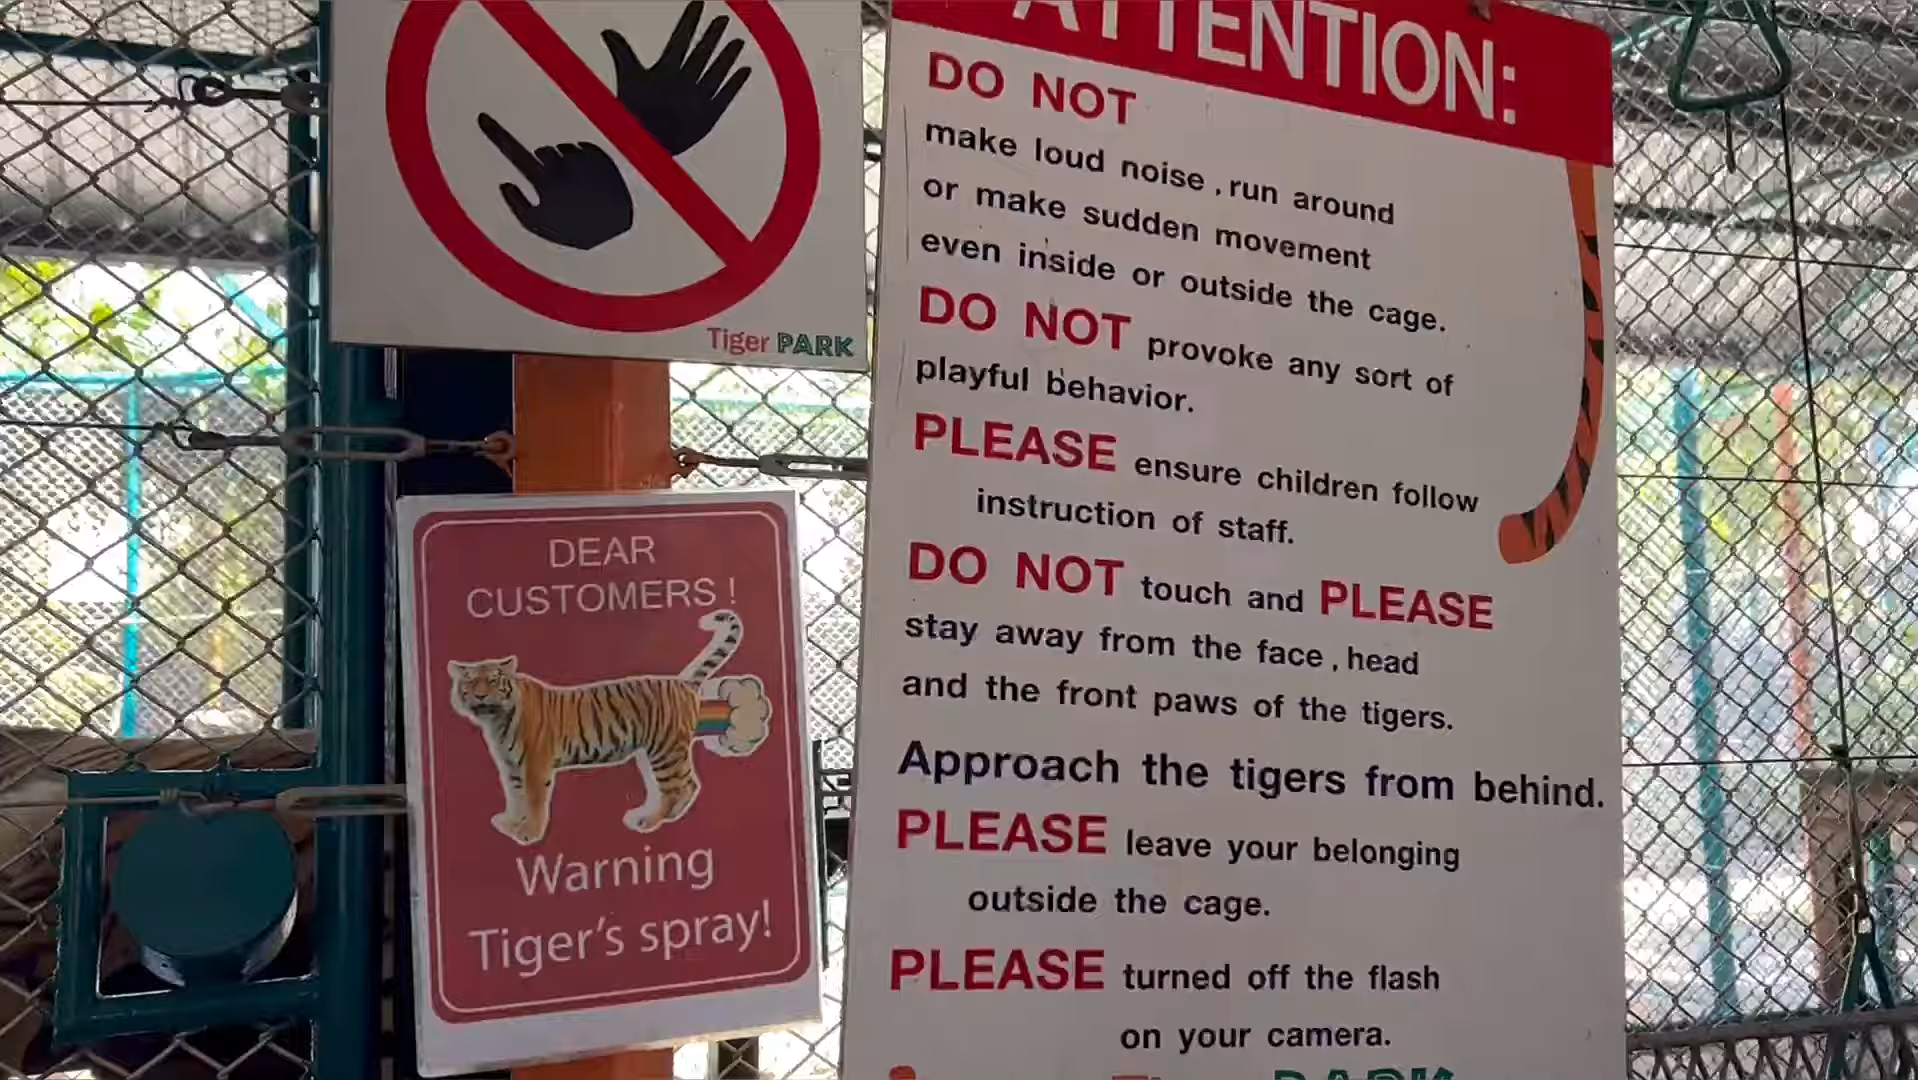 Tiger PARK
DEAR
CUSTOMERS !
Warning
Tiger's spray!
ATTENTION:
DO NOT
make loud noise , run around
or make sudden movement
even inside or outside the cage.
DO NOT provoke any sort of
playful behavior.
PLEASE ensure children follow
instruction of staff.
DO NOT touch and PLEASE
stay away from the face , head
and the front paws of the tigers.
Approach the tigers from behind.
PLEASE leave your belonging
outside the cage.
PLEASE turned off the flash
on your camera.